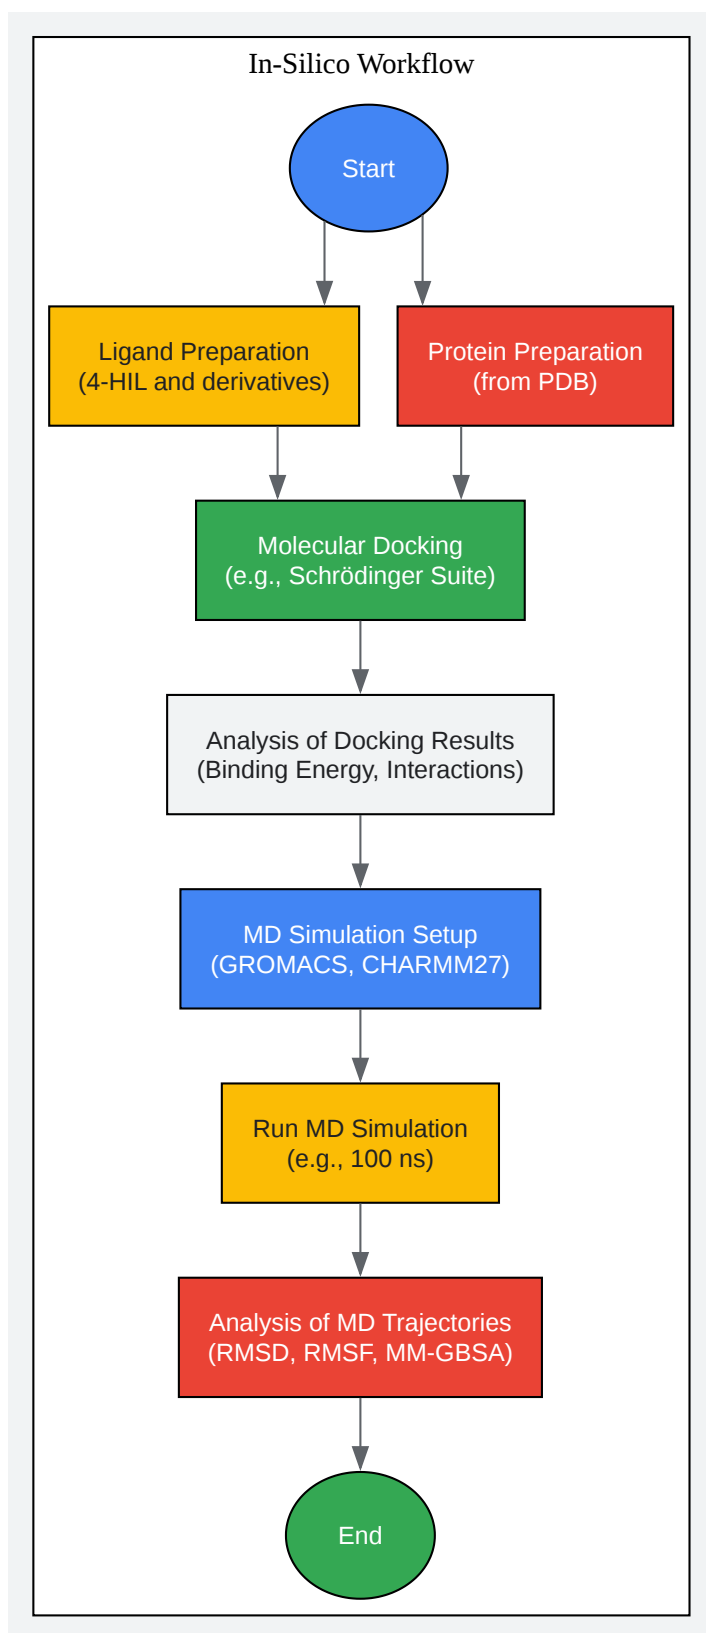 In-Silico Workflow
Start
Ligand Preparation
(4-HIL and derivatives)
Protein Preparation
(from PDB)
Molecular Docking
(e.g., Schrödinger Suite)
Analysis of Docking Results
(Binding Energy, Interactions)
MD Simulation Setup
(GROMACS, CHARMM27)
Run MD Simulation
(e.g., 100 ns)
Analysis of MD Trajectories
(RMSD, RMSF, MM-GBSA)
End